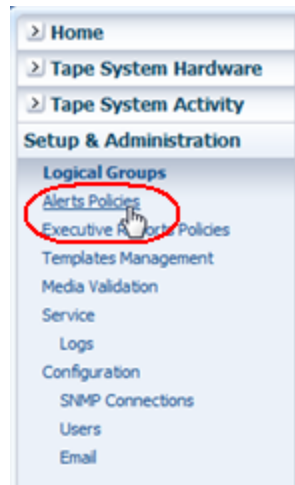 Home
Tape System Hardware
Tape System Activity
Setup & Administration
Logical Groups
Alerts Policies
Executive Reports Policies
Templates Management
Media Validation
Service
Logs
Configuration
SNMP Connections
Users
Email